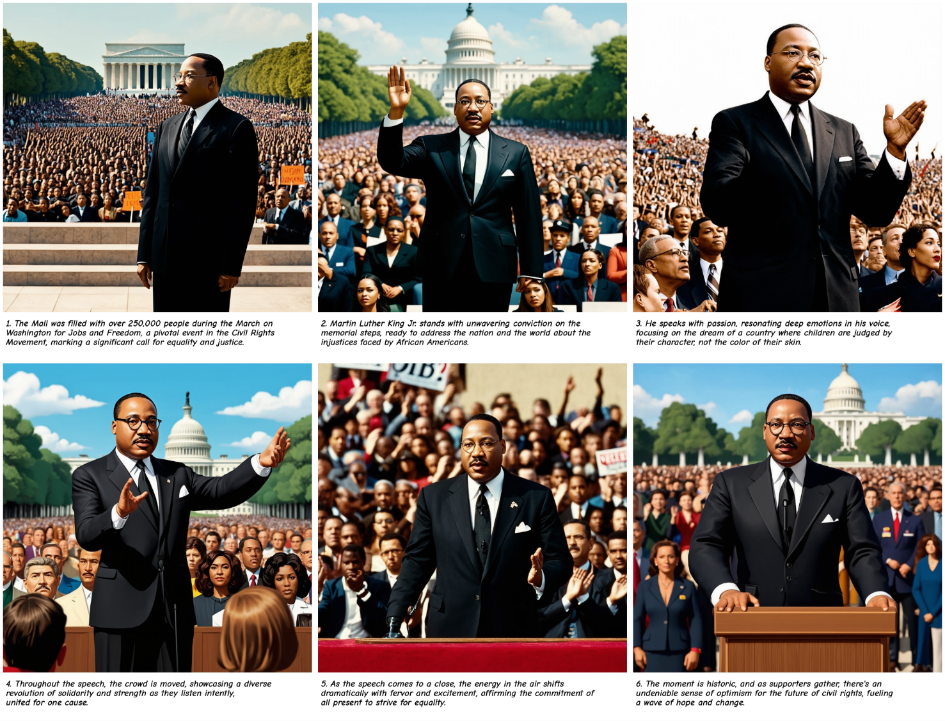 1. The Mall was filled with over 250,000 people during the March on
Washington for Jobs and Freedom, a pivotal event in the Civil Rights
Movement, marking a significant call for equality and justice.
2. Martin Luther King Jr. stands with unwavering conviction on the
memorial steps, ready to address the nation and the world about the
injustices faced by African Americans.
3. He speaks with passion, resonating deep emotions in his voice,
focusing on the dream of a country where children are judged by
their character, not the color of their skin.
4. Throughout the speech, the crowd is moved, showcasing a diverse
revolution of solidarity and strength as they listen intently,
united for one cause.
5. As the speech comes to a close, the energy in the air shifts
dramatically with fervor and excitement, affirming the commitment of
all present to strive for equality.
6. The moment is historic, and as supporters gather, there's an
undeniable sense of optimism for the future of civil rights, fueling
a wave of hope and change.